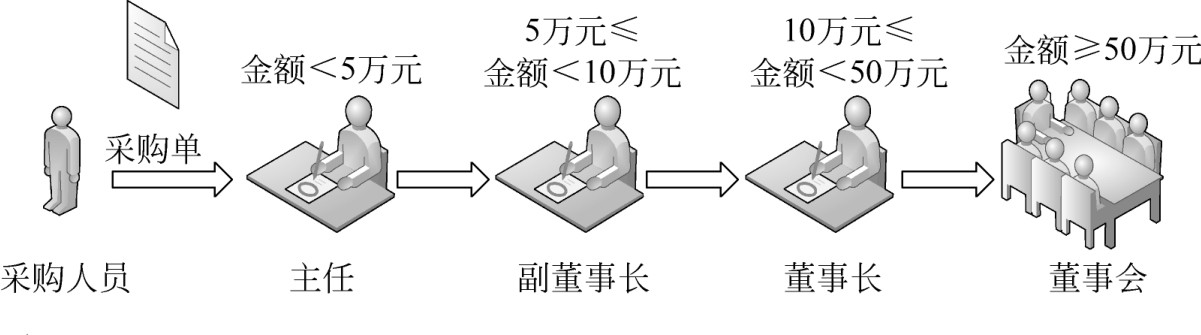 采购单
金额<5万元
5万元≤
金额<10万元
10万元≤
金额<50万元
金额≥50万元
采购人员
主任
副董事长
董事长
董事会